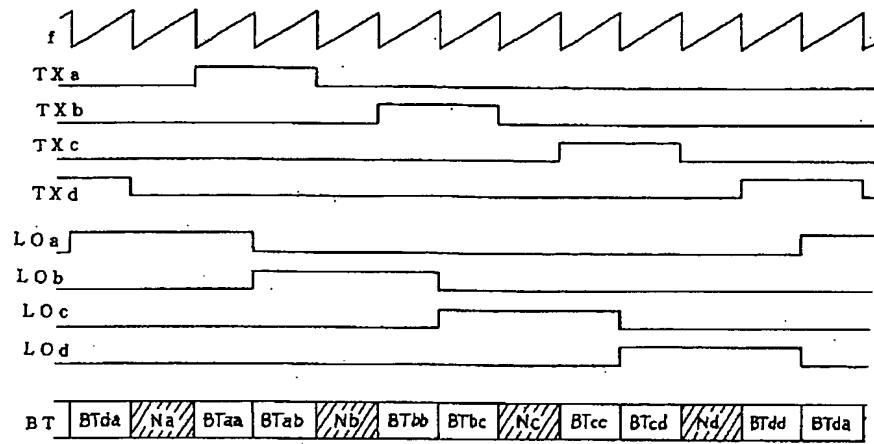 f
TXa
TXb
TXc
TXd
LOa
LOb
LOc
LOd
BT BTda Na BTaa BTab Nb BTbb BTbc Nc BTcc BTcd Nd BTdd BTda